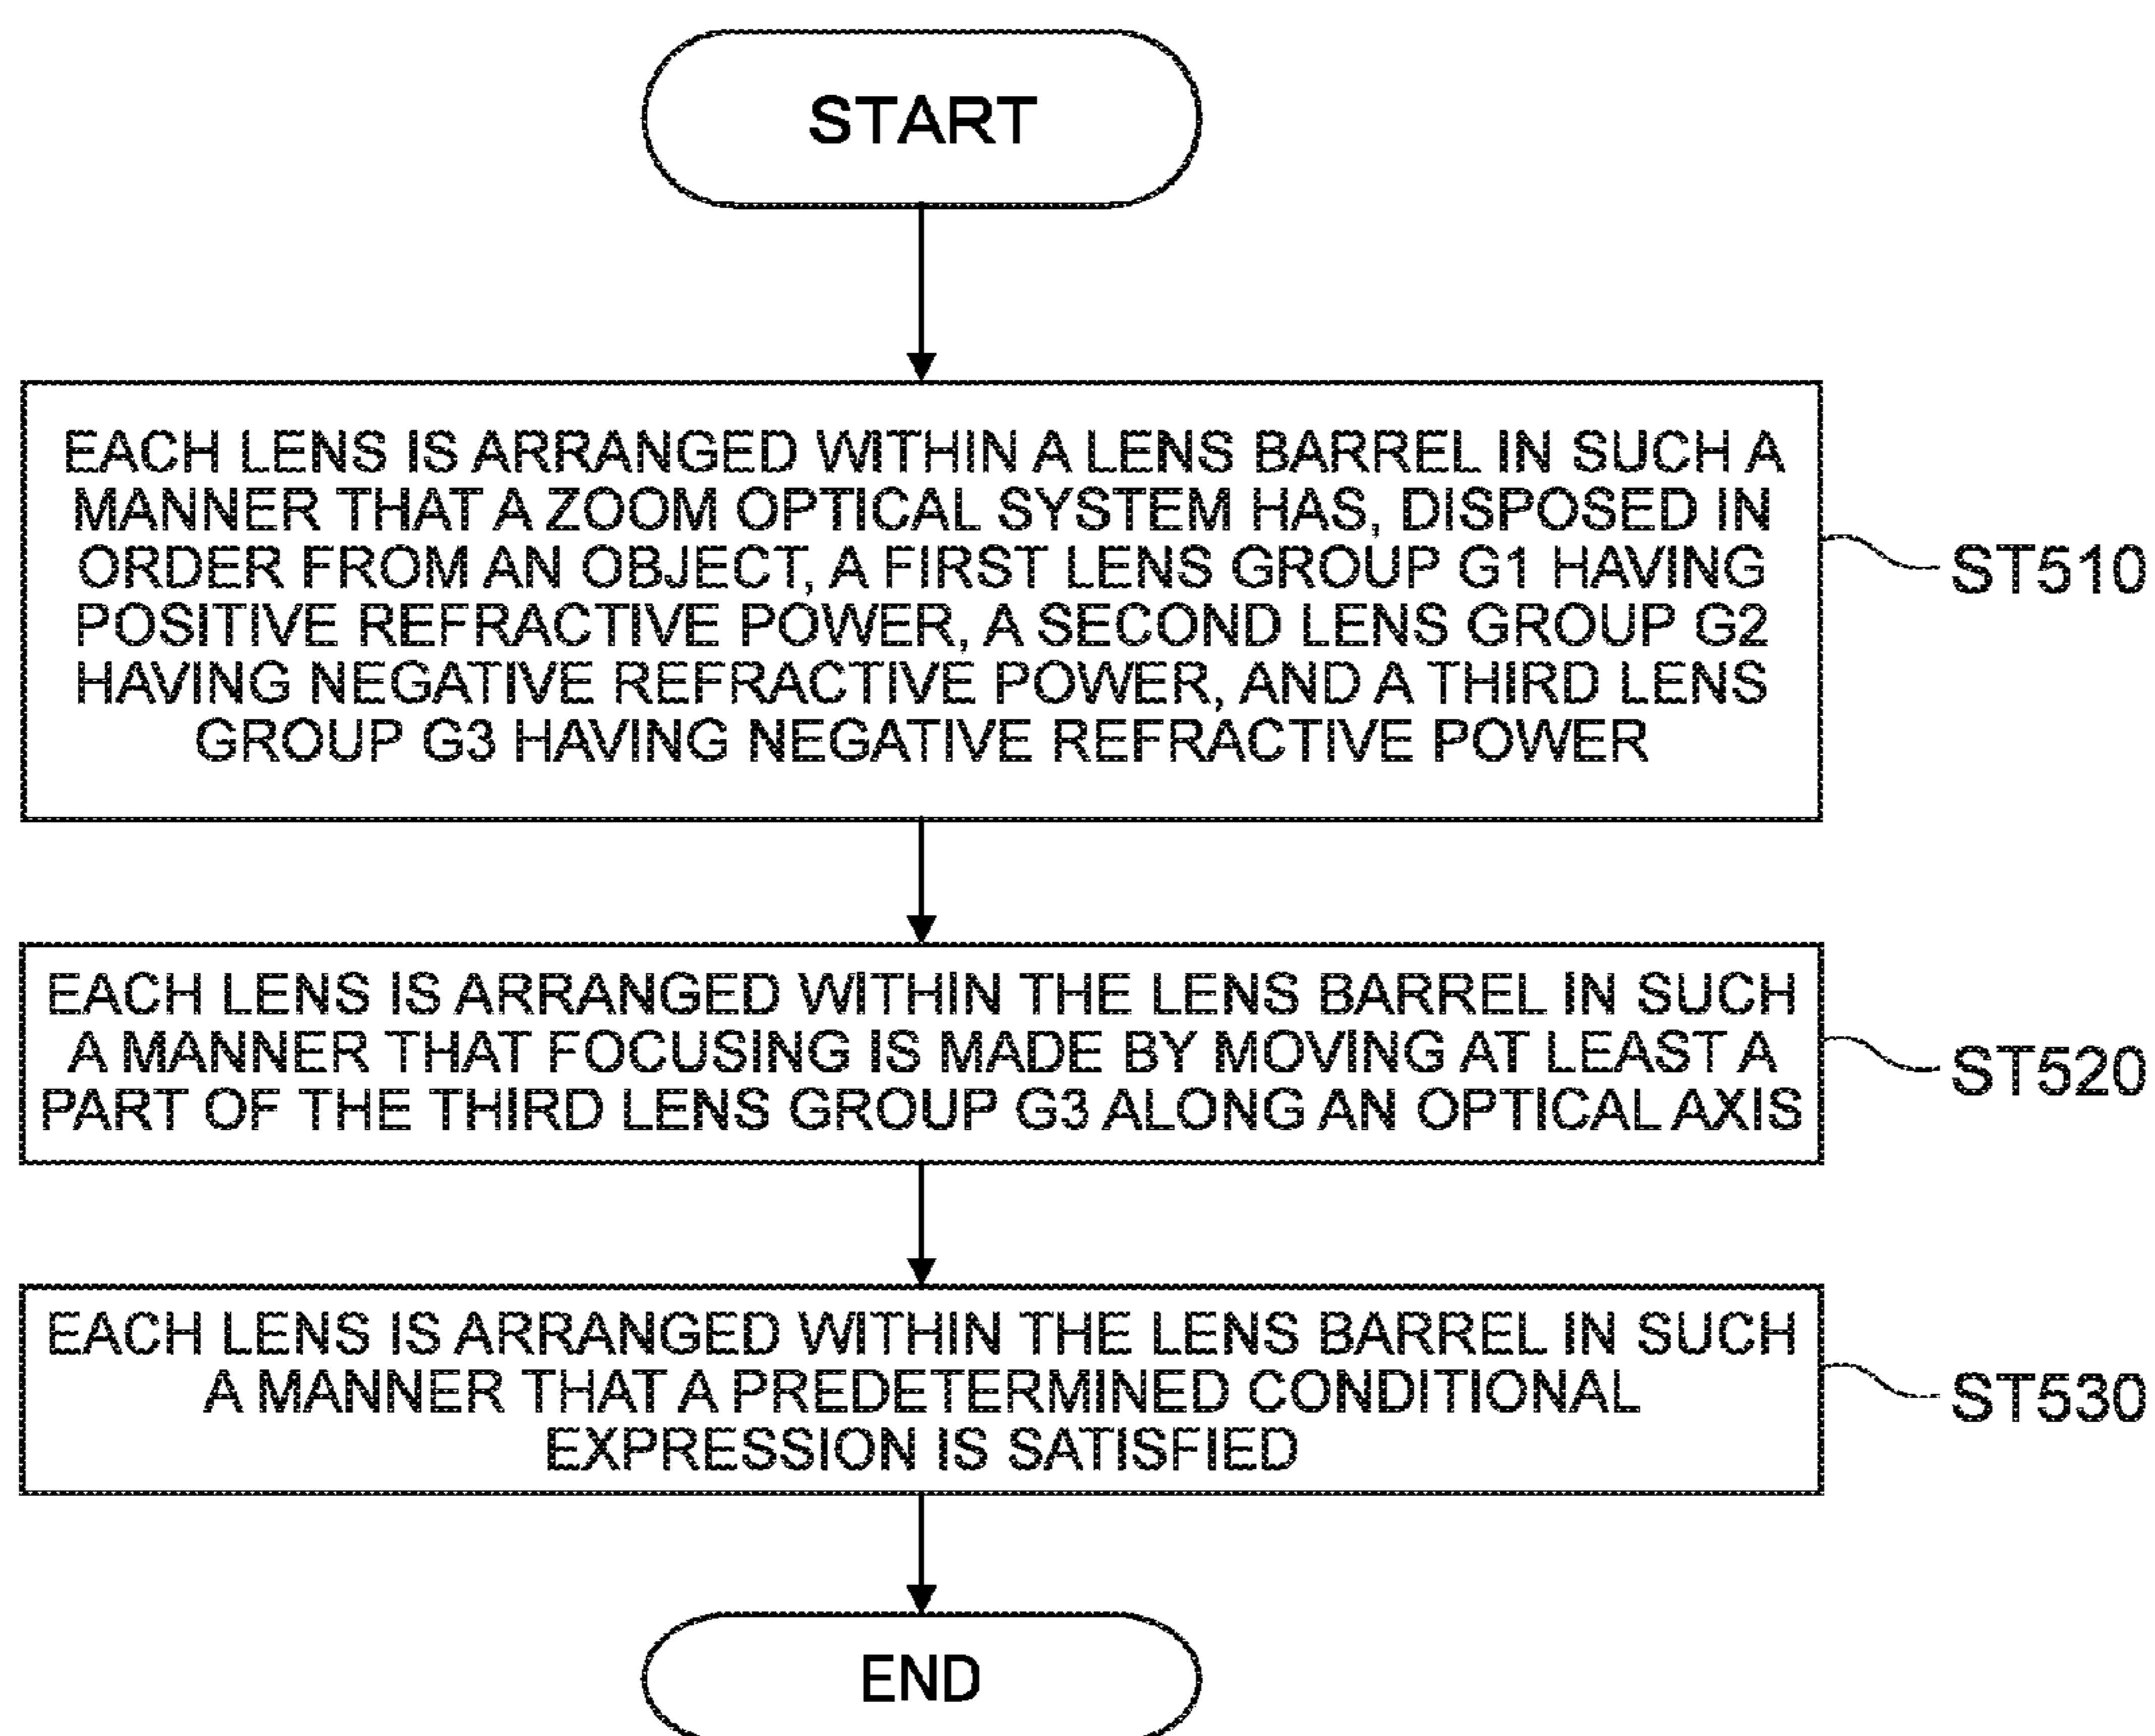 START
EACH LENS IS ARRANGED WITHIN A LENS BARREL IN SUCH A
MANNER THAT A ZOOM OPTICAL SYSTEM HAS, DISPOSED IN
ORDER FROM AN OBJECT, A FIRST LENS GROUP G1 HAVING
POSITIVE REFRACTIVE POWER, A SECOND LENS GROUP G2
HAVING NEGATIVE REFRACTIVE POWER, AND A THIRD LENS
GROUP G3 HAVING NEGATIVE REFRACTIVE POWER
ST510
EACH LENS IS ARRANGED WITHIN THE LENS BARREL IN SUCH
A MANNER THAT FOCUSING IS MADE BY MOVING AT LEAST A
PART OF THE THIRD LENS GROUP G3 ALONG AN OPTICAL AXIS
ST520
EACH LENS IS ARRANGED WITHIN THE LENS BARREL IN SUCH
A MANNER THAT A PREDETERMINED CONDITIONAL
EXPRESSION IS SATISFIED
ST530
END